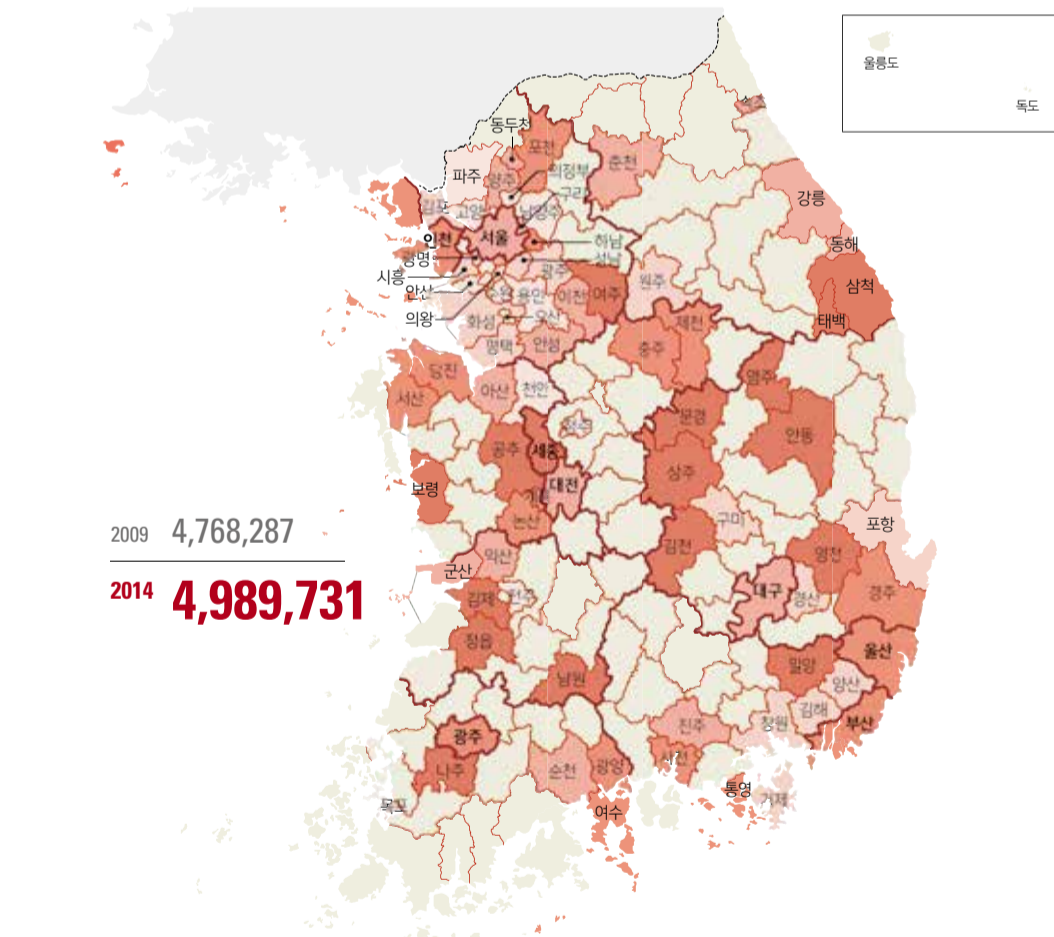 울릉도
독도
속초
동두천
포천
춘천
파주
양주
의정부
구리
강릉
김포
고양
남양주
인천
서울
하남
동해
광명
성남
시흥
광주
원주
삼척
안산
수원
용인
이천
여주
의왕
화성
오산
태백
제천
평택
안성
충주
당진
영주
서산
아산
천안
문경
안동
청주
공주
세종
상주
보령
대전
계룡
논산
구미
포항
2009 4,768,287
김천
익산
영천
군산
2014 4,989,731
대구
경산
경주
김제
전주
정읍
울산
밀양
남원
양산
김해
진주
창원
부산
광주
사천
나주
순천
광양
통영
거제
목포
여수